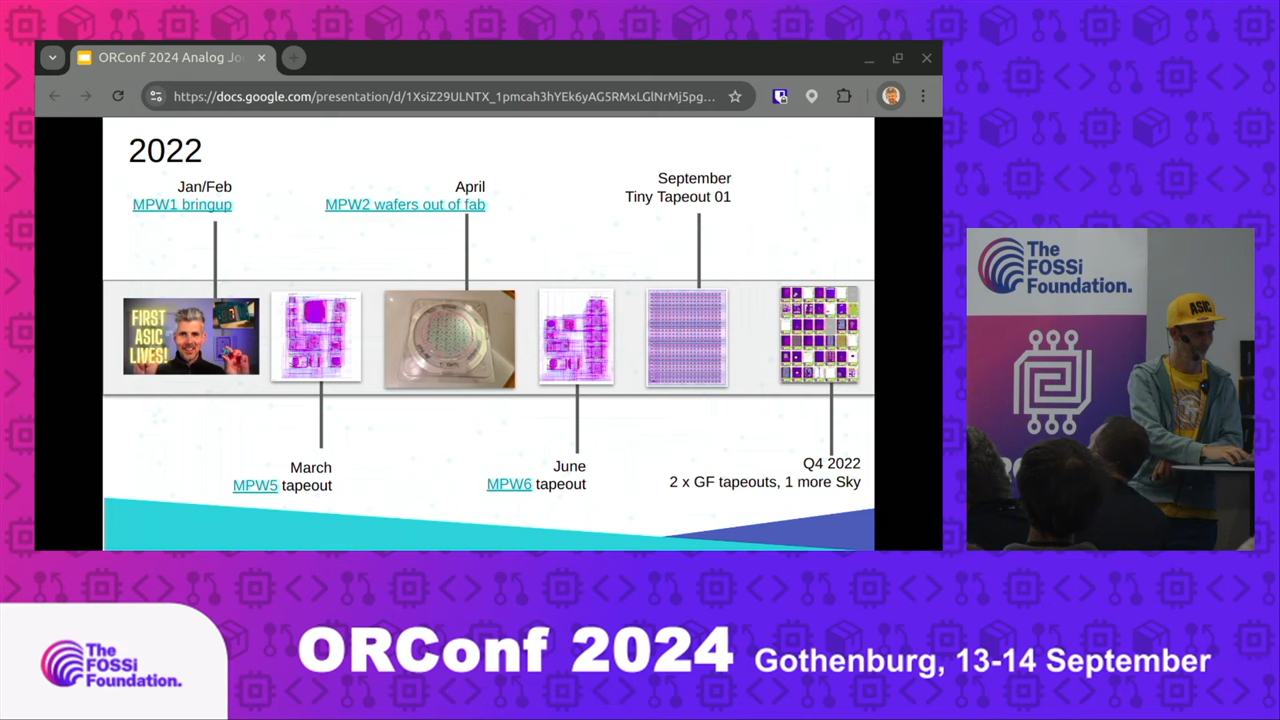 ORConf 2024 Analog Jo
https://docs.google.com/presentation/d/1XsiZ29ULNTX_1pmcah3hYEk6yAG5RMxLGlNrMj5pg...
2022
Jan/Feb
MPW1 bringup
April
MPW2 wafers out of fab
September
Tiny Tapeout 01
FIRST
ASIC
LIVES!
March
MPW5 tapeout
June
MPW6 tapeout
Q4 2022
2 x GF tapeouts, 1 more Sky
The
FOSSi
Foundation.
ASIC
The
FOSSi
Foundation.
ORConf 2024 Gothenburg, 13-14 September